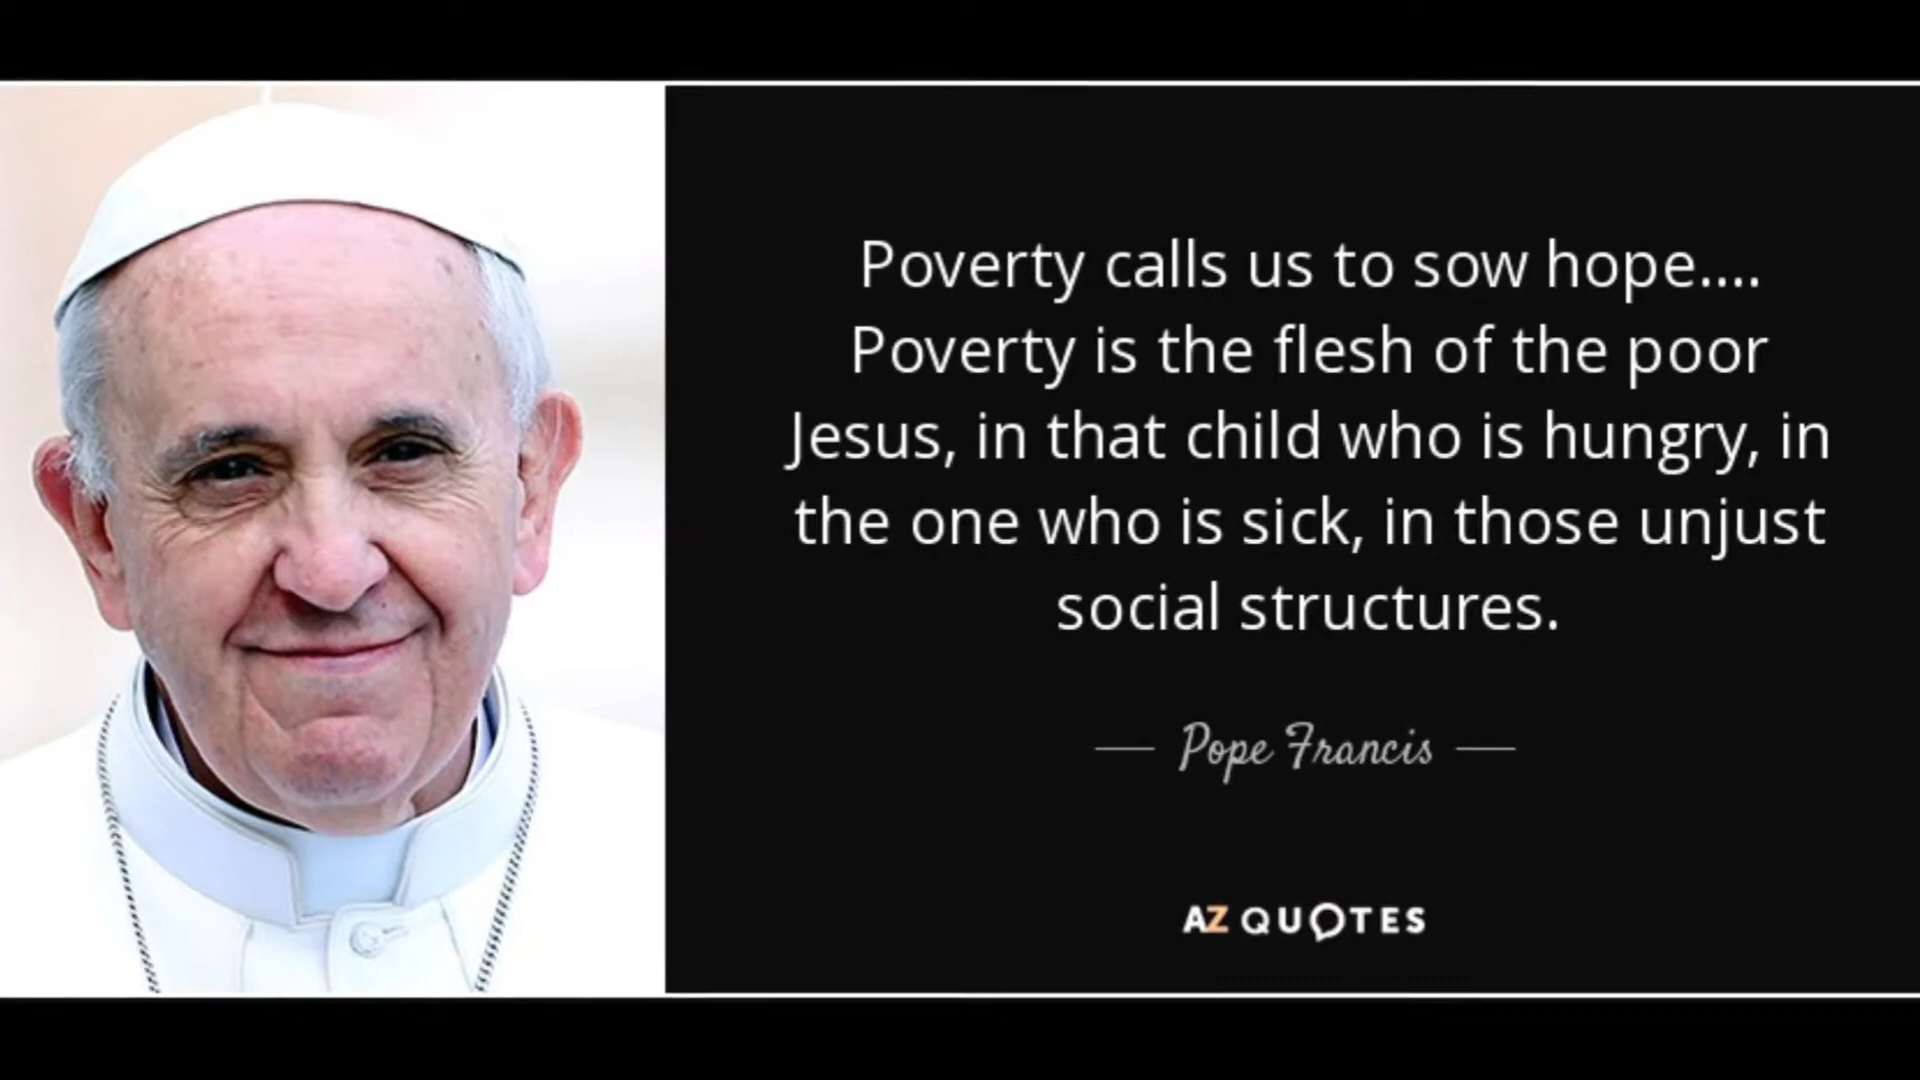 Poverty calls us to sow hope....
Poverty is the flesh of the poor
Jesus, in that child who is hungry, in
the one who is sick, in those unjust
social structures.
Pope Francis
AZ QUOTES